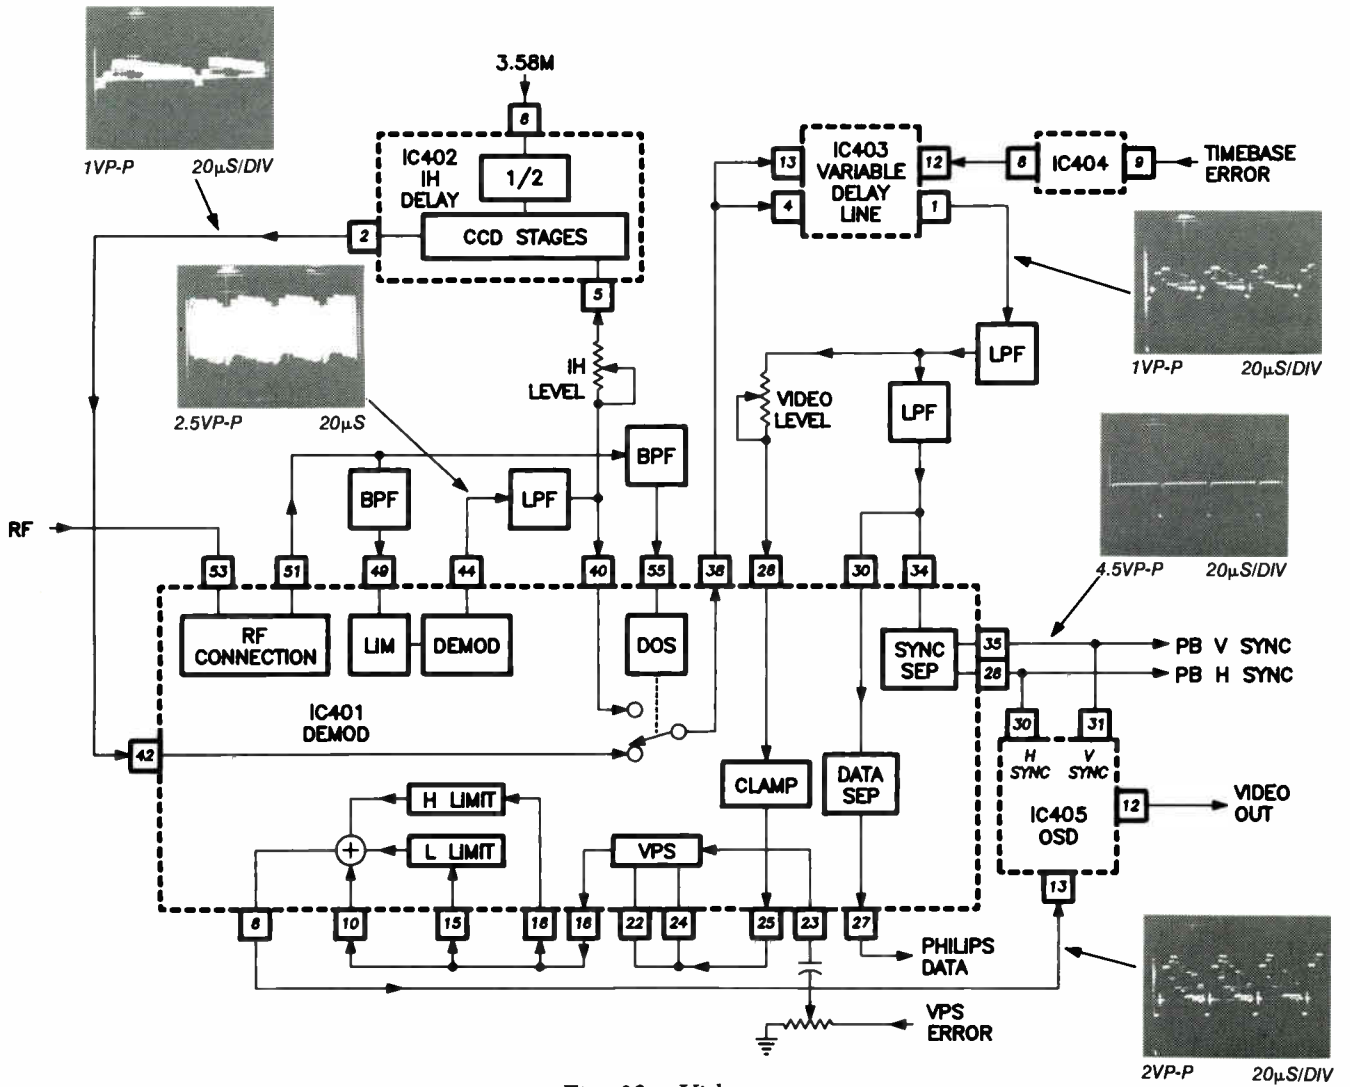 3.58M
6
IC402
IH
DELAY
1/2
CCD STAGES
2
5
1VP-P 20µS/DIV
2.5VP-P 20µS
IH
LEVEL
13
IC403
VARIABLE
DELAY
LINE
12
4
1
8
IC404
9
TIMEBASE
ERROR
1VP-P 20µS/DIV
LPF
VIDEO
LEVEL
LPF
BPF
BPF
LPF
RF
53
51
49
44
40
55
38
28
30
34
4.5VP-P 20µS/DIV
RF
CONNECTION
LIM
DEMOD
DOS
SYNC
SEP
35
PB V SYNC
26
PB H SYNC
IC401
DEMOD
42
30
31
H
SYNC
V
SYNC
IC405
OSD
12
VIDEO
OUT
13
CLAMP
DATA
SEP
H LIMIT
+
L LIMIT
VPS
8
10
15
18
16
22
24
25
23
27
PHILIPS
DATA
VPS
ERROR
2VP-P 20µS/DIV